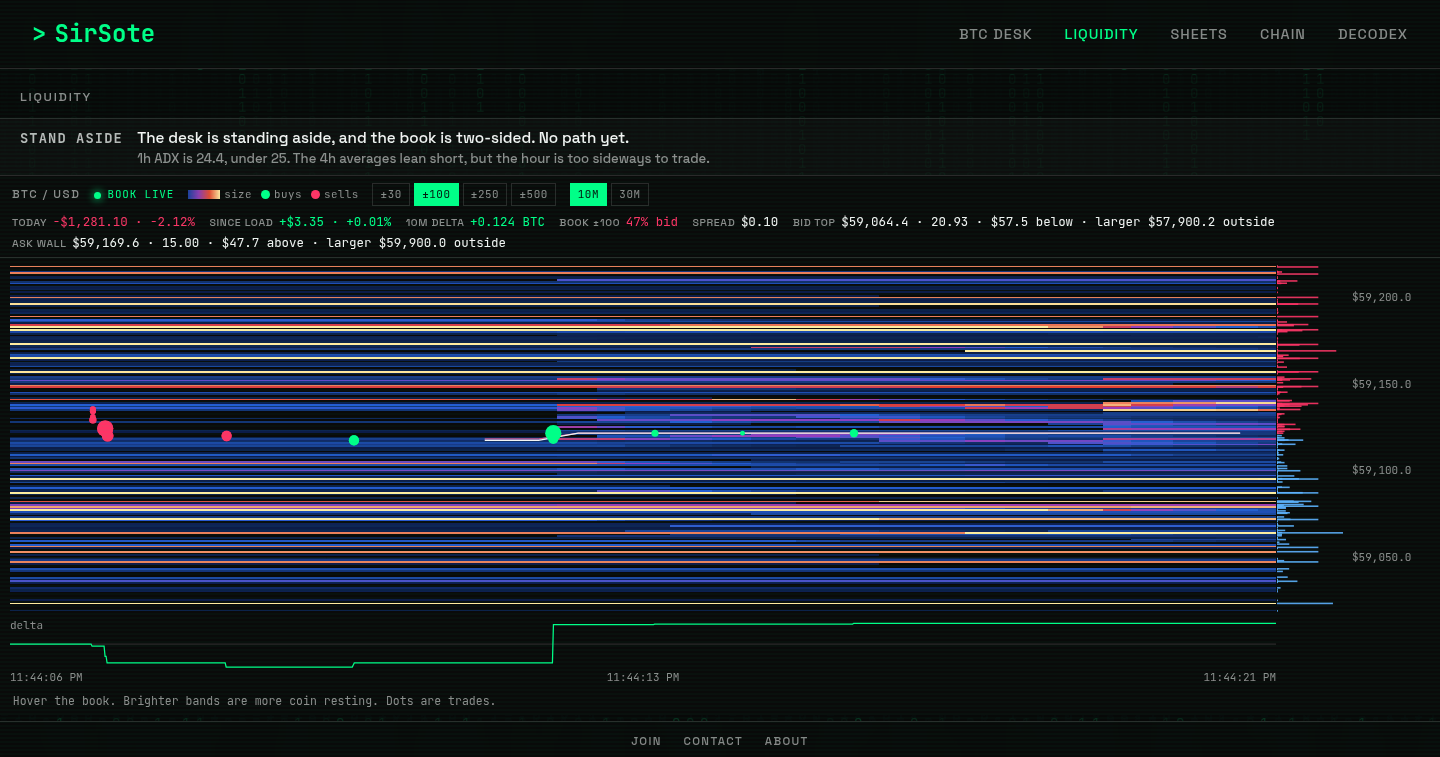 > SirSote
BTC DESK LIQUIDITY SHEETS CHAIN DECODEX
LIQUIDITY
STAND ASIDE The desk is standing aside, and the book is two-sided. No path yet.
1h ADX is 24.4, under 25. The 4h averages lean short, but the hour is too sideways to trade.
BTC / USD BOOK LIVE size buys sells ±30 ±100 ±250 ±500 10M 30M
TODAY -$1,281.10 · -2.12% SINCE LOAD +$3.35 · +0.01% 10M DELTA +0.124 BTC BOOK ±100 47% bid SPREAD $0.10 BID TOP $59,064.4 · 20.93 · $57.5 below · larger $57,900.2 outside
ASK WALL $59,169.6 · 15.00 · $47.7 above · larger $59,900.0 outside
$59,200.0
$59,150.0
$59,100.0
$59,050.0
delta
11:44:06 PM 11:44:13 PM 11:44:21 PM
Hover the book. Brighter bands are more coin resting. Dots are trades.
JOIN CONTACT ABOUT